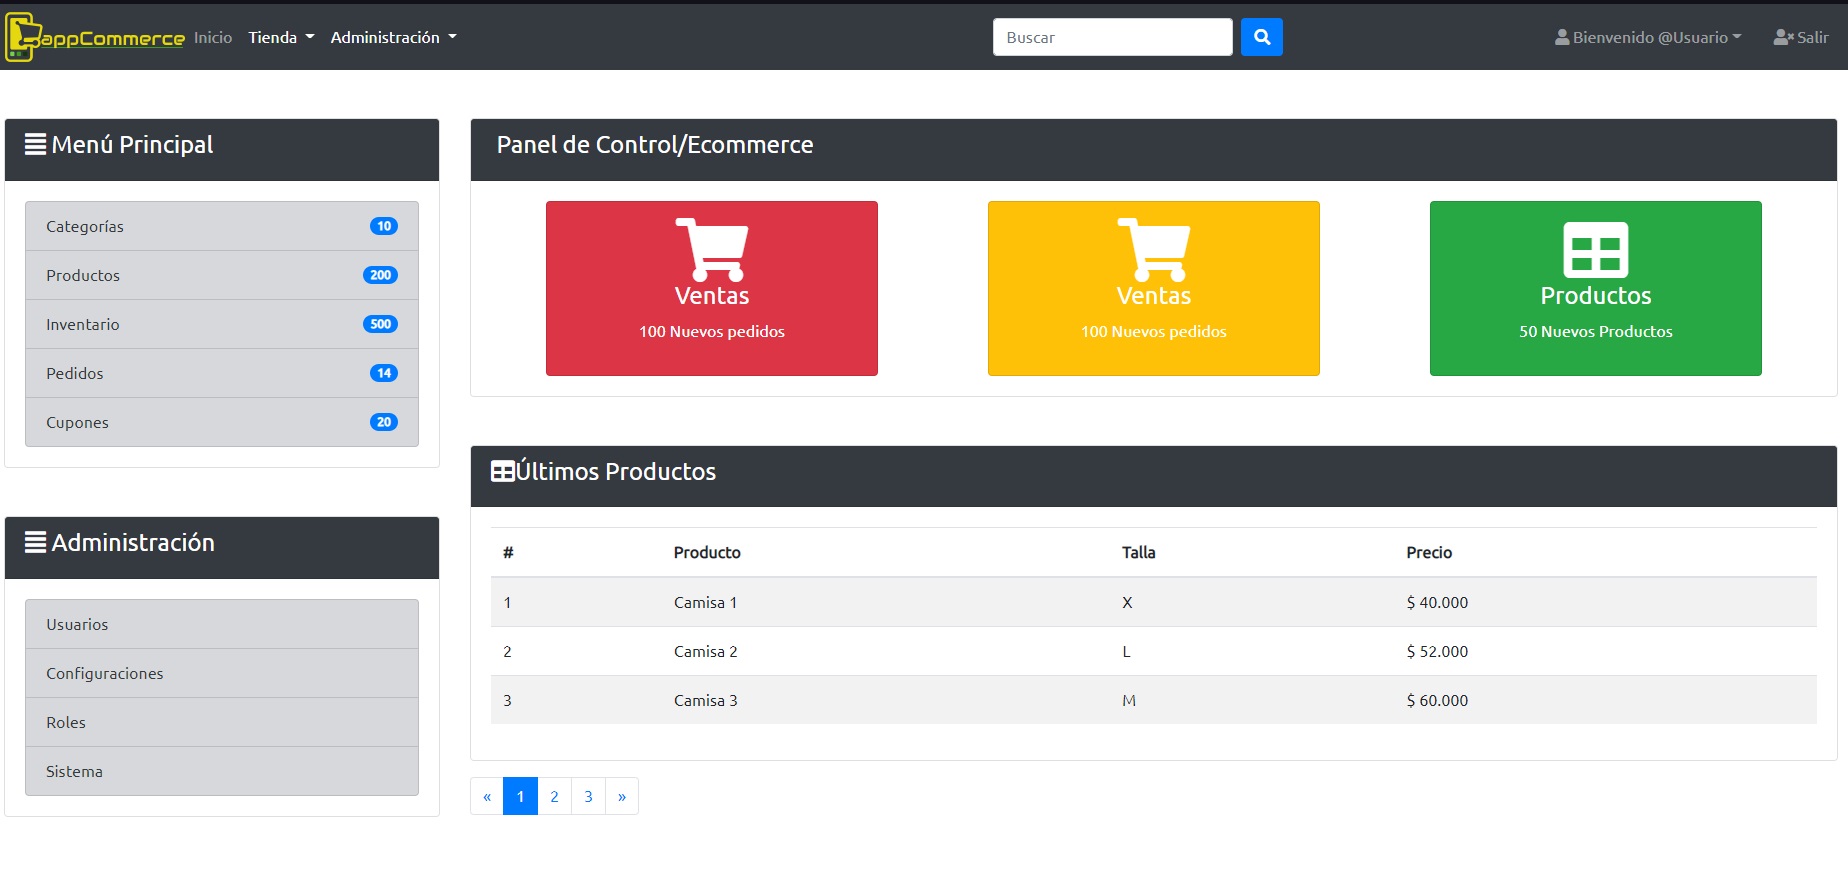 appCommerce Inicio Tienda Administración Buscar Bienvenido @Usuario Salir
Menú Principal
Categorías 10
Productos 200
Inventario 500
Pedidos 14
Cupones 20
Administración
Usuarios
Configuraciones
Roles
Sistema
Panel de Control/Ecommerce
Ventas
100 Nuevos pedidos
Ventas
100 Nuevos pedidos
Productos
50 Nuevos Productos
Últimos Productos
# Producto Talla Precio
1 Camisa 1 X $ 40.000
2 Camisa 2 L $ 52.000
3 Camisa 3 M $ 60.000
« 1 2 3 »